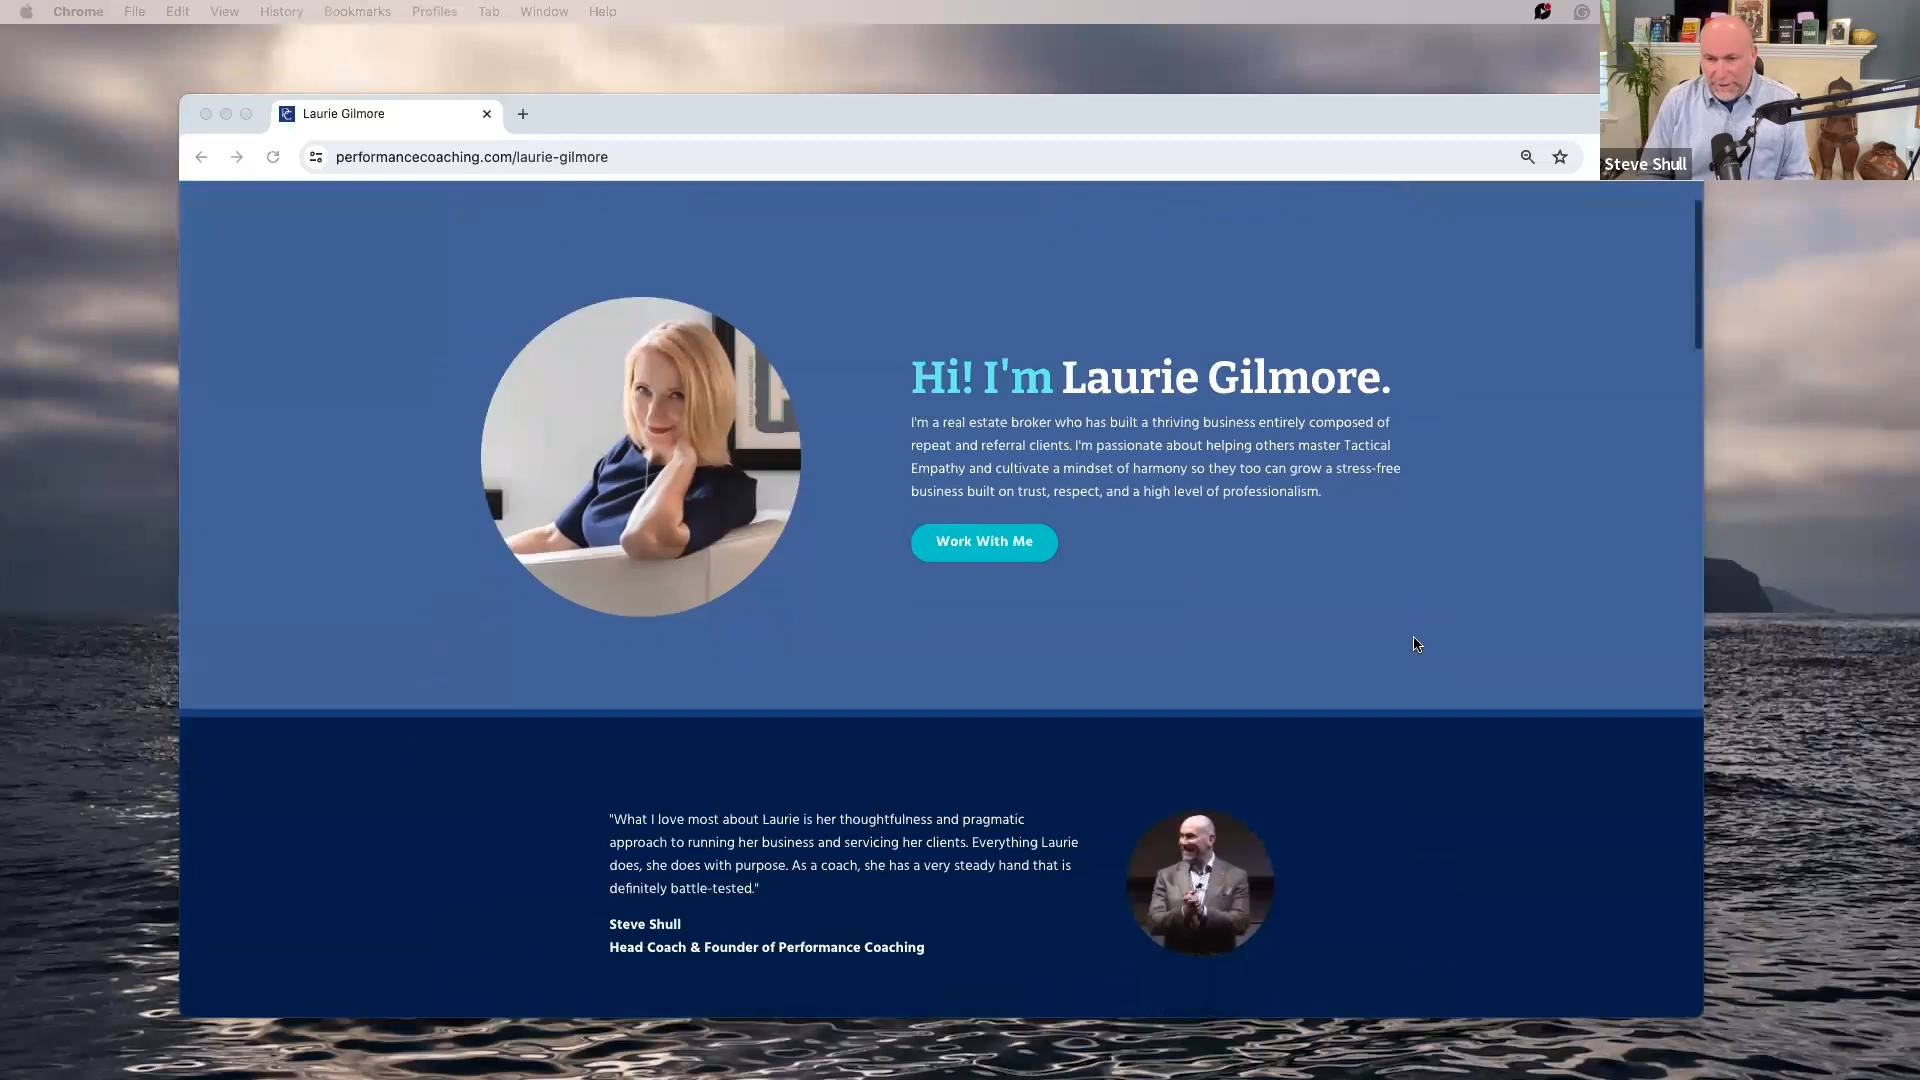 Chrome File Edit View History Bookmarks Profiles Tab Window Help
Laurie Gilmore
performancecoaching.com/laurie-gilmore
Steve Shull
Hi! I'm Laurie Gilmore.
I'm a real estate broker who has built a thriving business entirely composed of
repeat and referral clients. I'm passionate about helping others master Tactical
Empathy and cultivate a mindset of harmony so they too can grow a stress-free
business built on trust, respect, and a high level of professionalism.
Work With Me
"What I love most about Laurie is her thoughtfulness and pragmatic
approach to running her business and servicing her clients. Everything Laurie
does, she does with purpose. As a coach, she has a very steady hand that is
definitely battle-tested."
Steve Shull
Head Coach & Founder of Performance Coaching